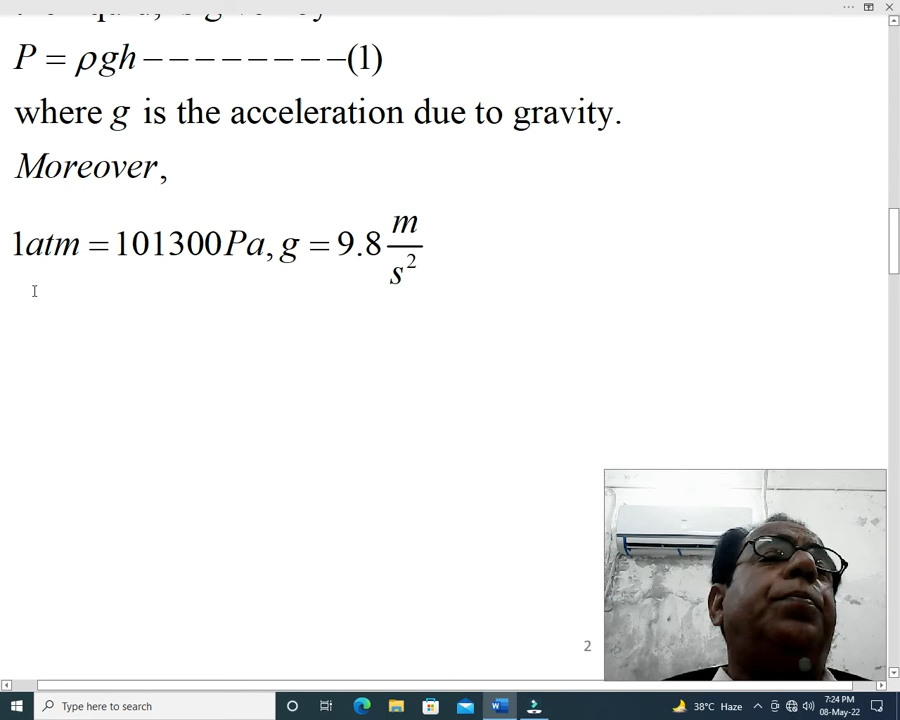 P = ρgh – – – – – – – – (1)
where g is the acceleration due to gravity.
Moreover,
1atm = 101300Pa, g = 9.8 m/s²
2
Type here to search
38°C Haze
7:24 PM
08-May-22